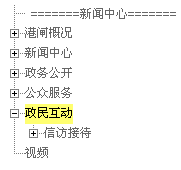 =======新闻中心=======
港闸概况
新闻中心
政务公开
公众服务
政民互动
信访接待
视频